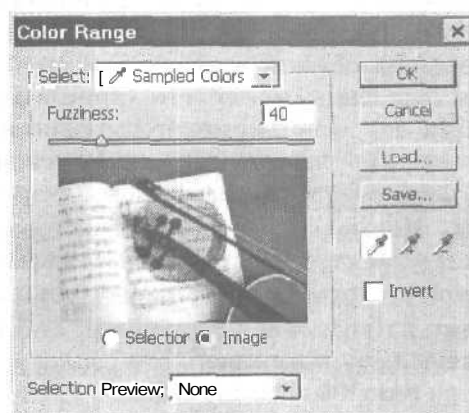 Color Range
Select: [ Sampled Colors
OK
Fuzziness: 40
Cancel
Load...
Save...
Invert
Selection Image
Selection Preview; None